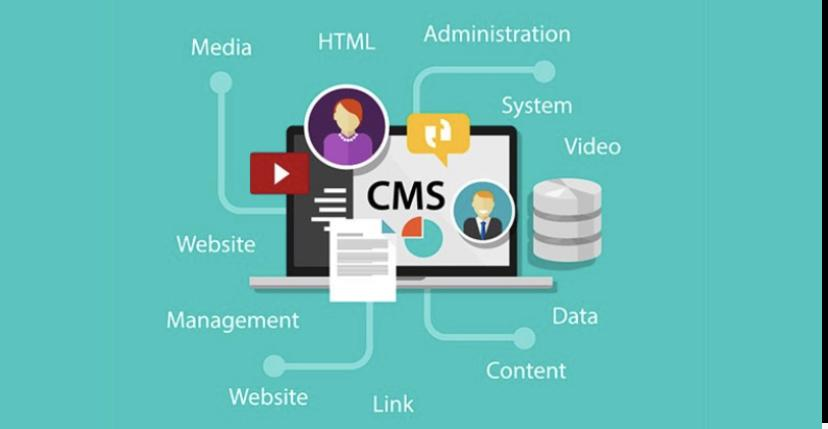 Media
HTML
Administration
System
Video
CMS
Website
Management
Data
Content
Website
Link